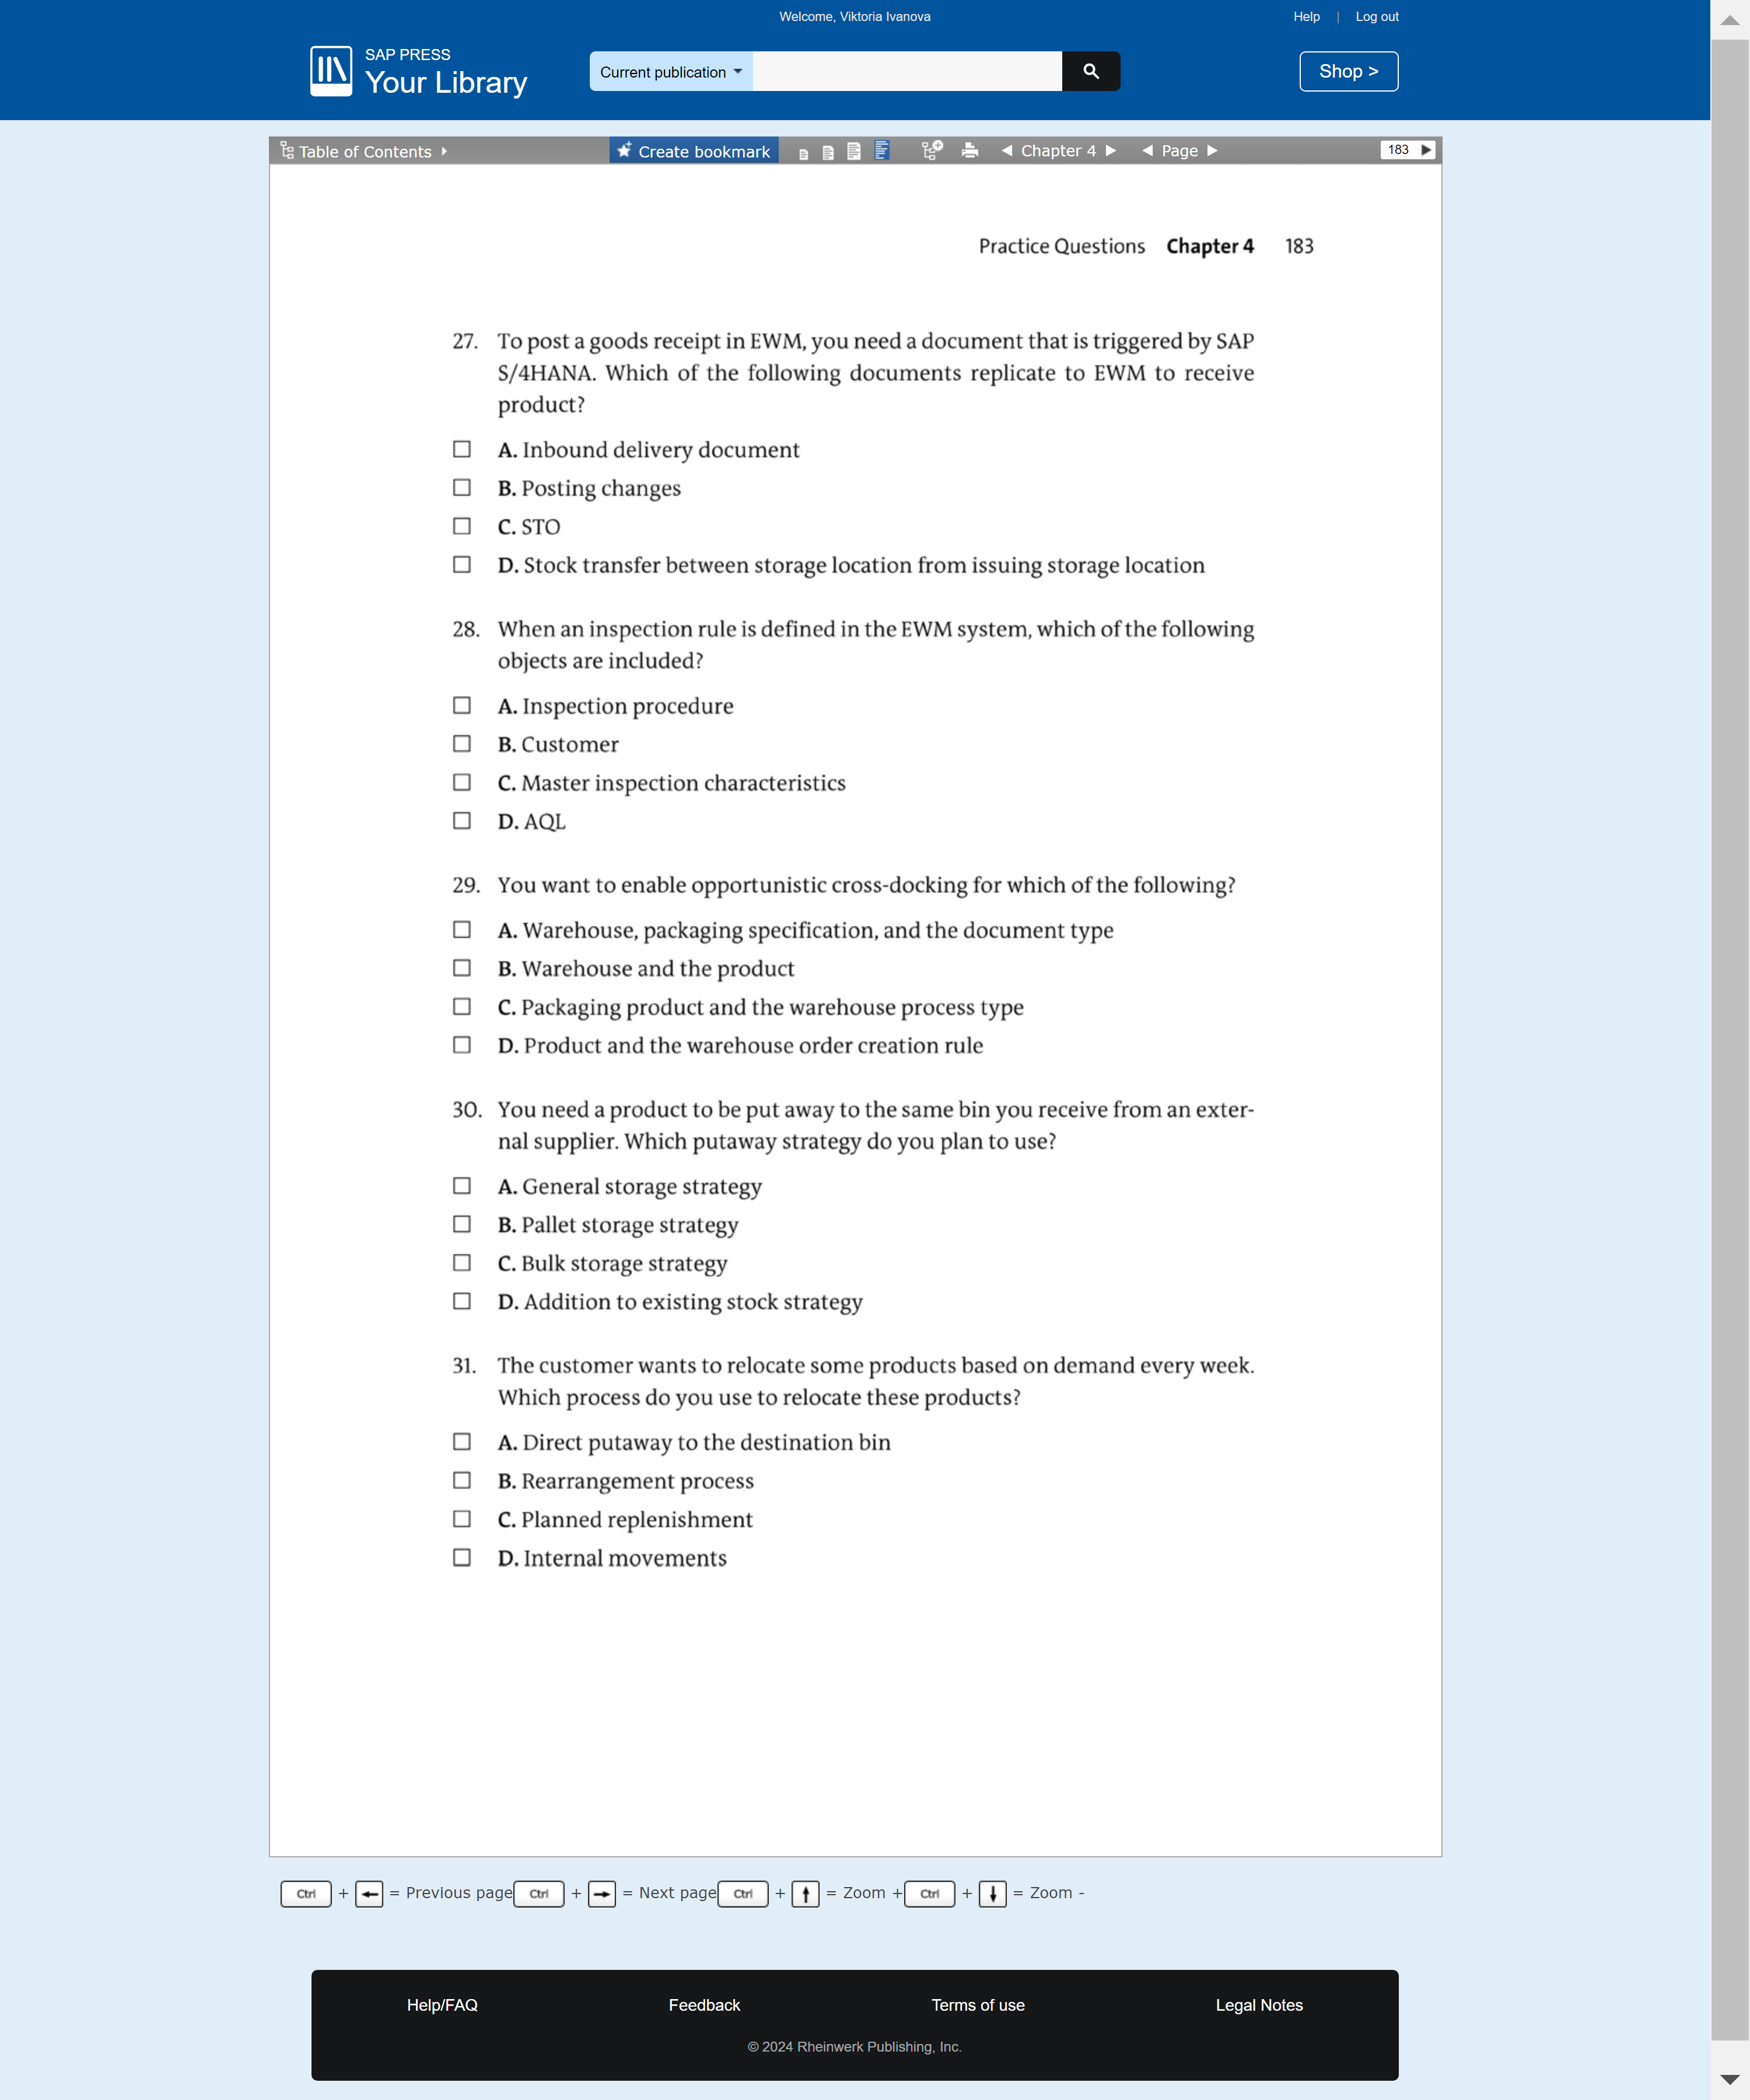 Welcome, Viktoria Ivanova
Help | Log out
SAP PRESS
Your Library
Current publication
Shop >
Table of Contents
Create bookmark
Chapter 4
Page
183
Practice Questions Chapter 4 183
27. To post a goods receipt in EWM, you need a document that is triggered by SAP
S/4HANA. Which of the following documents replicate to EWM to receive
product?
A. Inbound delivery document
B. Posting changes
C. STO
D. Stock transfer between storage location from issuing storage location
28. When an inspection rule is defined in the EWM system, which of the following
objects are included?
A. Inspection procedure
B. Customer
C. Master inspection characteristics
D. AQL
29. You want to enable opportunistic cross-docking for which of the following?
A. Warehouse, packaging specification, and the document type
B. Warehouse and the product
C. Packaging product and the warehouse process type
D. Product and the warehouse order creation rule
30. You need a product to be put away to the same bin you receive from an exter-
nal supplier. Which putaway strategy do you plan to use?
A. General storage strategy
B. Pallet storage strategy
C. Bulk storage strategy
D. Addition to existing stock strategy
31. The customer wants to relocate some products based on demand every week.
Which process do you use to relocate these products?
A. Direct putaway to the destination bin
B. Rearrangement process
C. Planned replenishment
D. Internal movements
Ctrl + ← = Previous page Ctrl + → = Next page Ctrl + ↑ = Zoom + Ctrl + ↓ = Zoom -
Help/FAQ
Feedback
Terms of use
Legal Notes
© 2024 Rheinwerk Publishing, Inc.